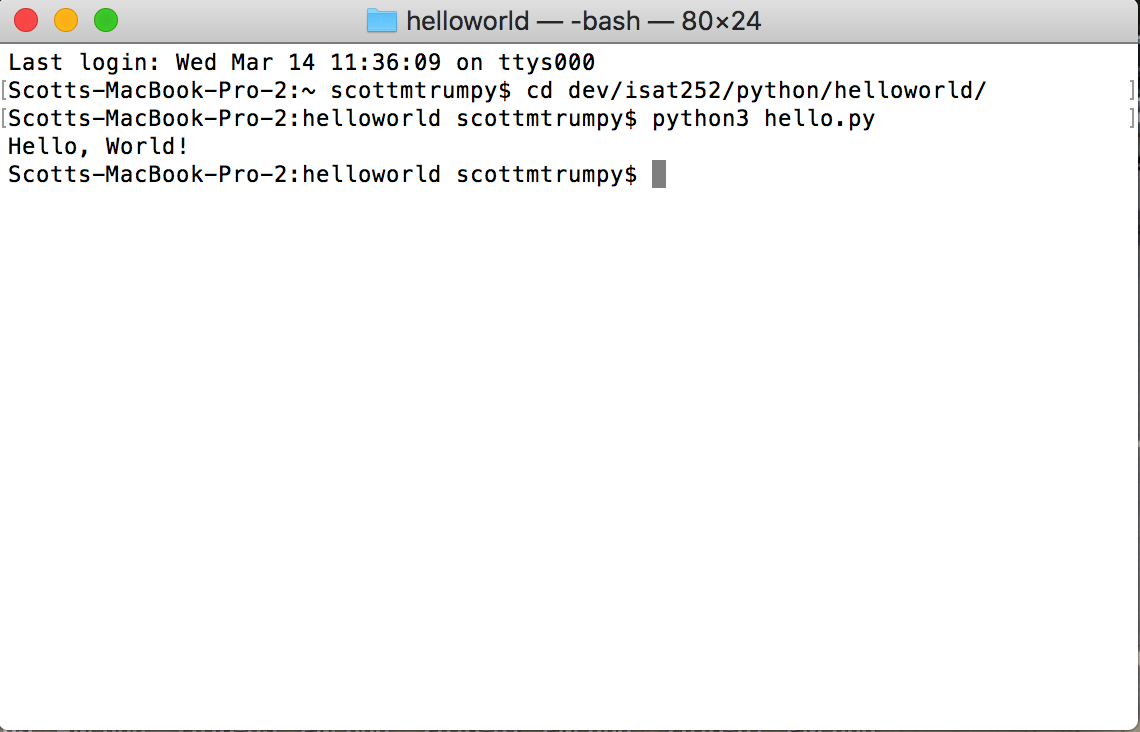 helloworld — -bash — 80×24
Last login: Wed Mar 14 11:36:09 on ttys000
[Scotts-MacBook-Pro-2:~ scottmtrumpy$ cd dev/isat252/python/helloworld/ ]
[Scotts-MacBook-Pro-2:helloworld scottmtrumpy$ python3 hello.py ]
Hello, World!
Scotts-MacBook-Pro-2:helloworld scottmtrumpy$